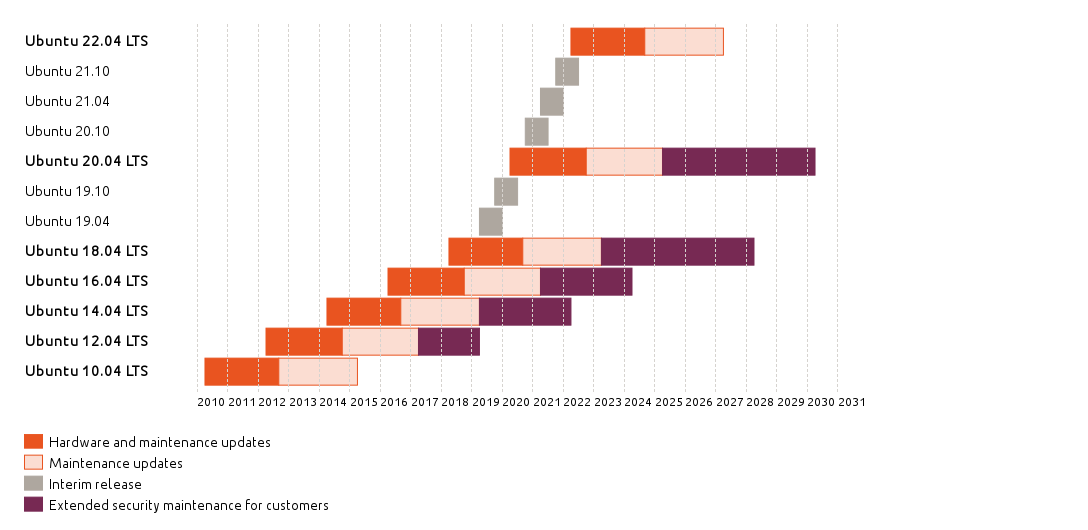 Ubuntu 22.04 LTS
Ubuntu 21.10
Ubuntu 21.04
Ubuntu 20.10
Ubuntu 20.04 LTS
Ubuntu 19.10
Ubuntu 19.04
Ubuntu 18.04 LTS
Ubuntu 16.04 LTS
Ubuntu 14.04 LTS
Ubuntu 12.04 LTS
Ubuntu 10.04 LTS
2010 2011 2012 2013 2014 2015 2016 2017 2018 2019 2020 2021 2022 2023 2024 2025 2026 2027 2028 2029 2030 2031
Hardware and maintenance updates
Maintenance updates
Interim release
Extended security maintenance for customers